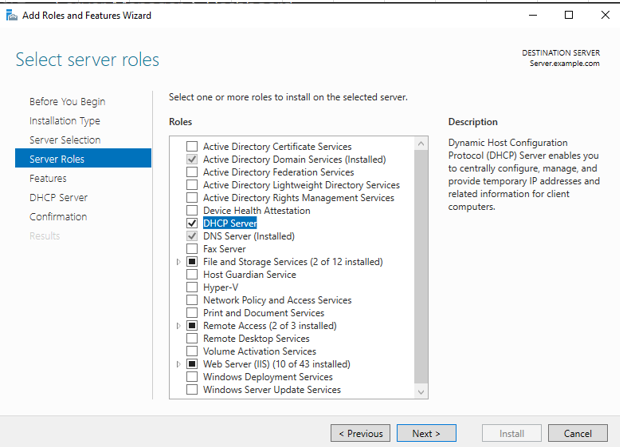 Add Roles and Features Wizard
Select server roles
DESTINATION SERVER
Server.example.com
Before You Begin
Installation Type
Server Selection
Server Roles
Features
DHCP Server
Confirmation
Results
Select one or more roles to install on the selected server.
Roles
Active Directory Certificate Services
Active Directory Domain Services (Installed)
Active Directory Federation Services
Active Directory Lightweight Directory Services
Active Directory Rights Management Services
Device Health Attestation
DHCP Server
DNS Server (Installed)
Fax Server
File and Storage Services (2 of 12 installed)
Host Guardian Service
Hyper-V
Network Policy and Access Services
Print and Document Services
Remote Access (2 of 3 installed)
Remote Desktop Services
Volume Activation Services
Web Server (IIS) (10 of 43 installed)
Windows Deployment Services
Windows Server Update Services
Description
Dynamic Host Configuration
Protocol (DHCP) Server enables you
to centrally configure, manage, and
provide temporary IP addresses and
related information for client
computers.
< Previous
Next >
Install
Cancel